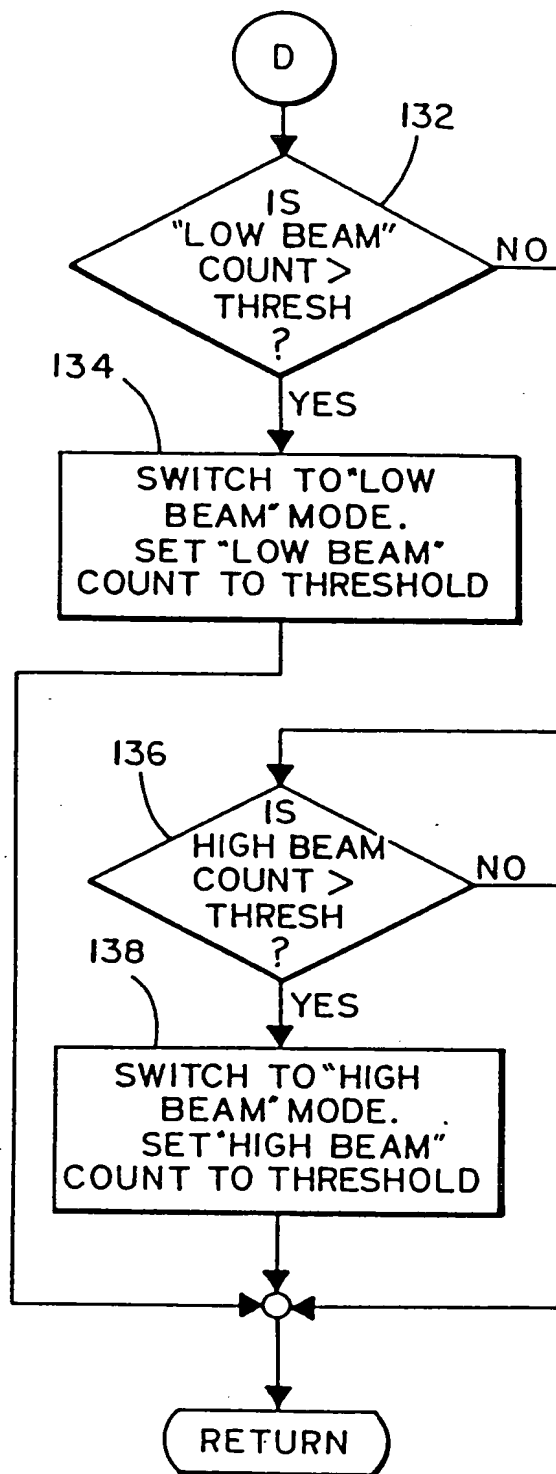 D
132
IS
"LOW BEAM"
COUNT >
THRESH
?
NO
134
YES
SWITCH TO "LOW
BEAM" MODE.
SET "LOW BEAM"
COUNT TO THRESHOLD
136
IS
HIGH BEAM
COUNT >
THRESH
?
NO
138
YES
SWITCH TO "HIGH
BEAM" MODE.
SET "HIGH BEAM"
COUNT TO THRESHOLD
RETURN